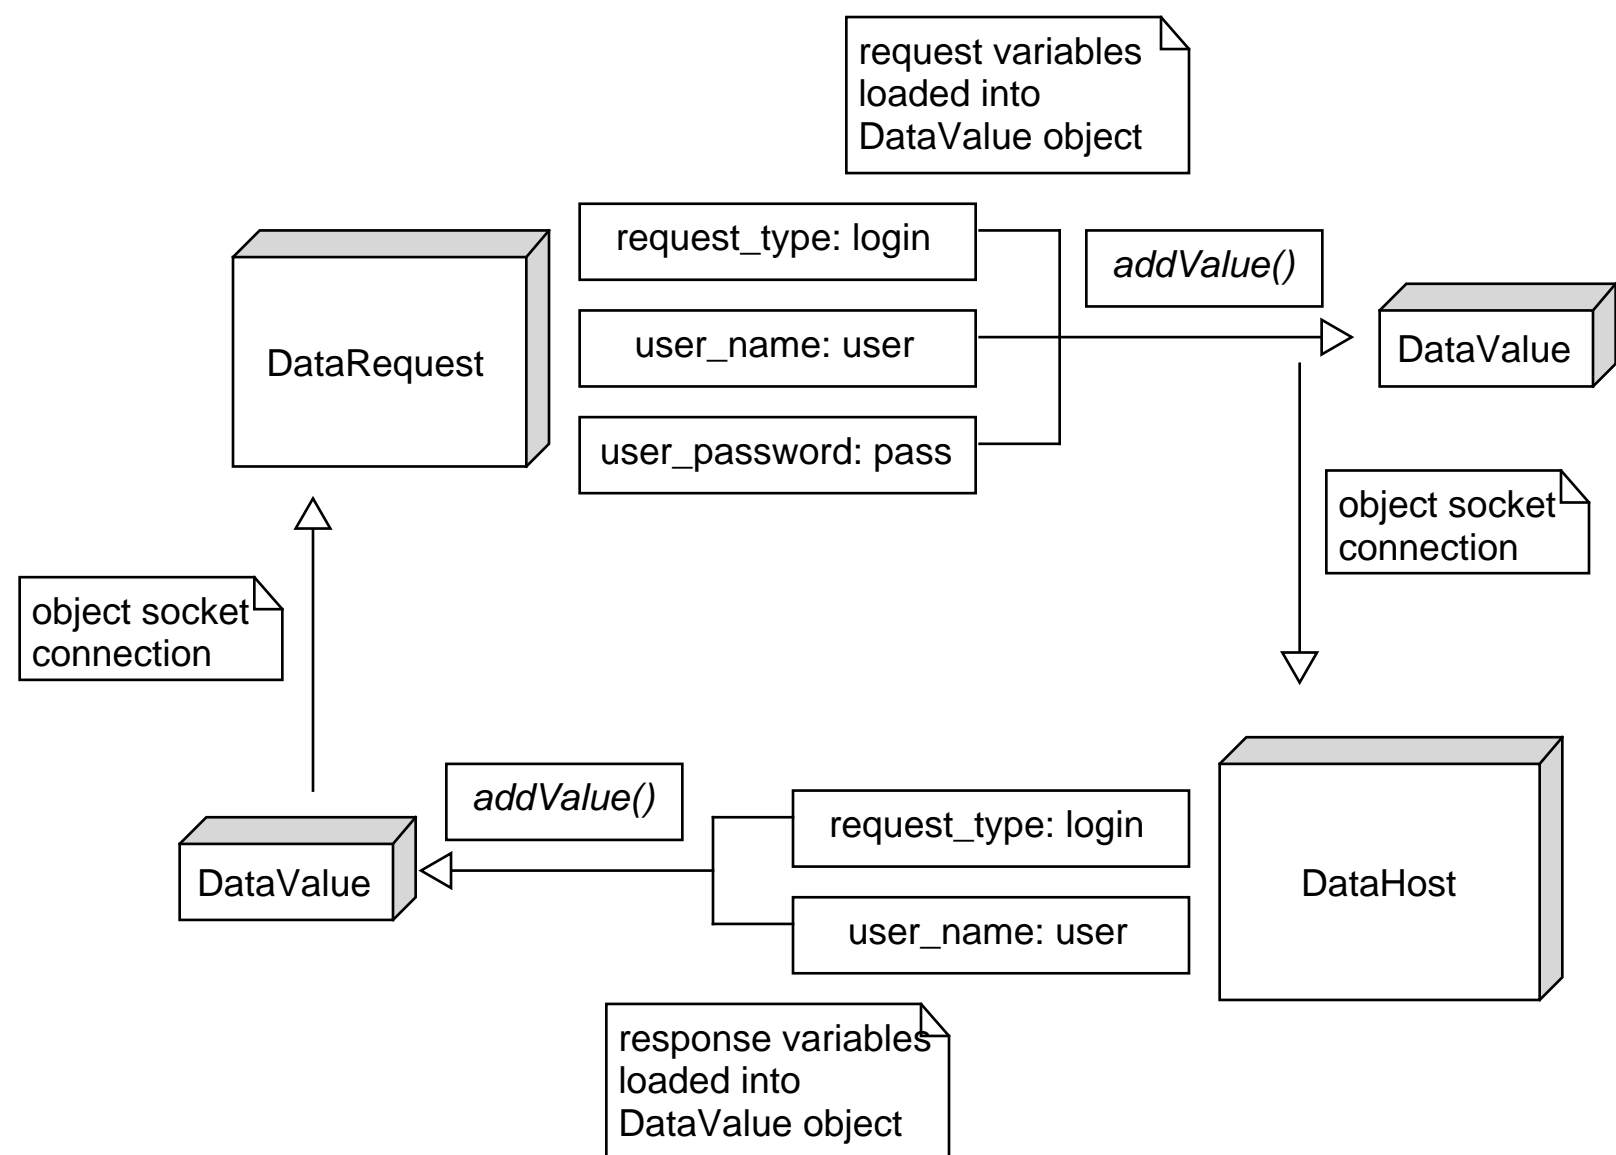 request variables
loaded into
DataValue object
request_type: login
addValue()
DataRequest
user_name: user
DataValue
user_password: pass
object socket
connection
object socket
connection
addValue()
request_type: login
DataValue
DataHost
user_name: user
response variables
loaded into
DataValue object